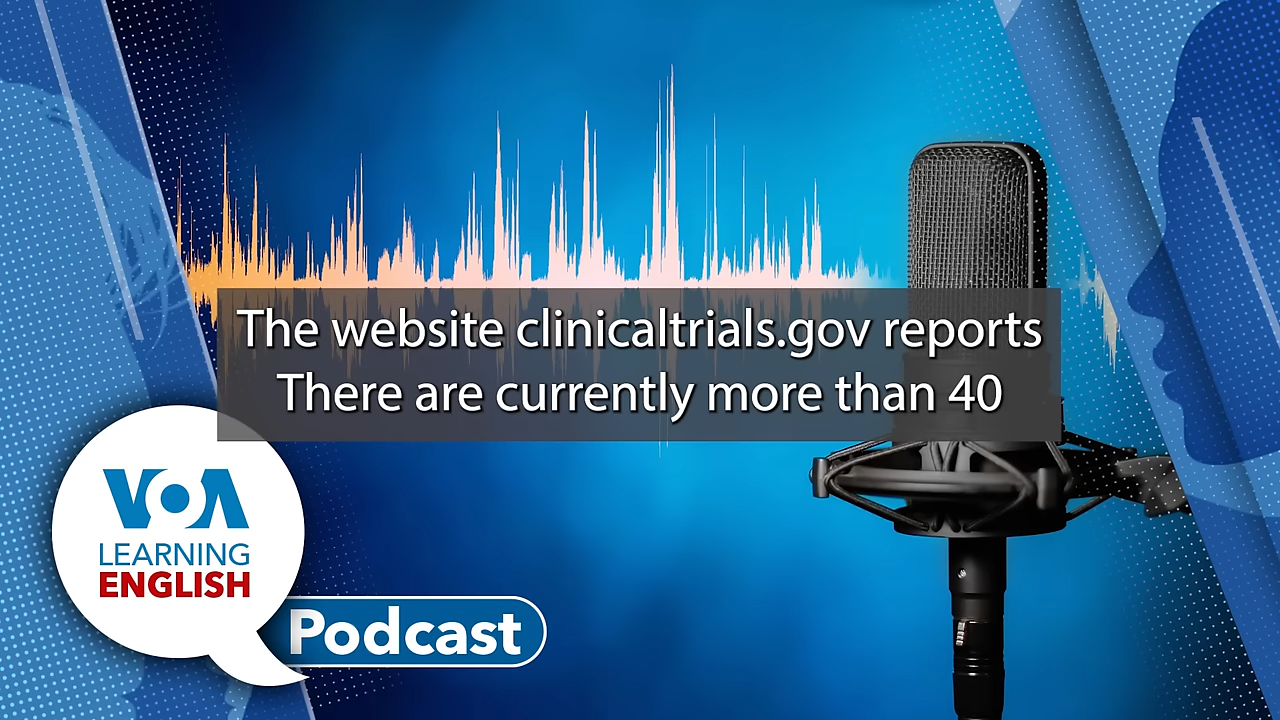 The website clinicaltrials.gov reports
There are currently more than 40
VOA
LEARNING
ENGLISH
Podcast